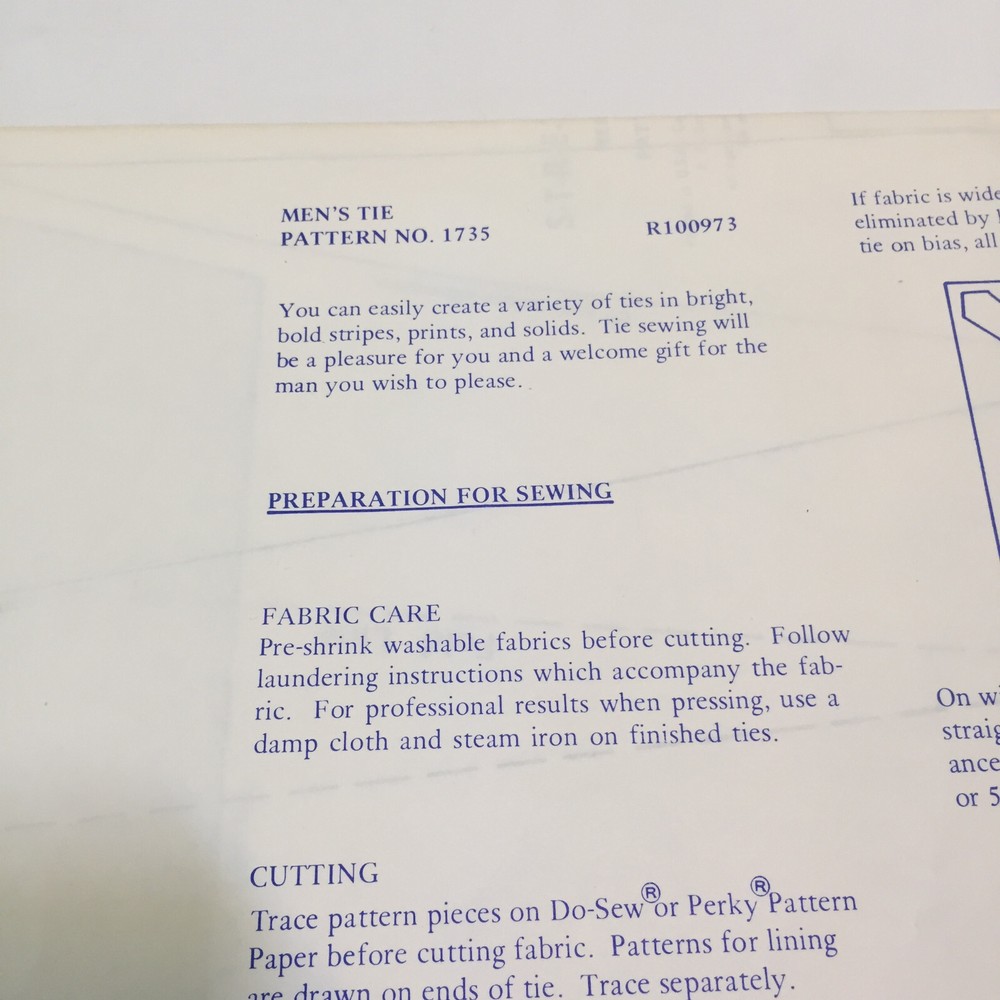 MEN'S TIE
PATTERN NO. 1735 R100973
You can easily create a variety of ties in bright,
bold stripes, prints, and solids. Tie sewing will
be a pleasure for you and a welcome gift for the
man you wish to please.
PREPARATION FOR SEWING
FABRIC CARE
Pre-shrink washable fabrics before cutting. Follow
laundering instructions which accompany the fab-
ric. For professional results when pressing, use a
damp cloth and steam iron on finished ties.
CUTTING
Trace pattern pieces on Do-Sew® or Perky® Pattern
Paper before cutting fabric. Patterns for lining
are drawn on ends of tie. Trace separately.
If fabric is wide
eliminated by
tie on bias, all
On w
straig
ance
or 5